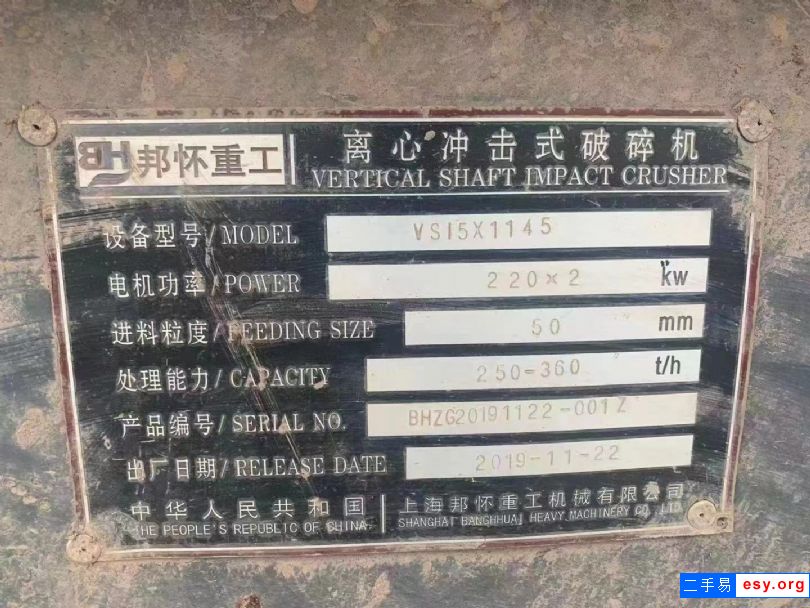 BH 邦怀重工
离心冲击式破碎机
VERTICAL SHAFT IMPACT CRUSHER
设备型号/MODEL VSI5X1145
电机功率/POWER 220×2 kw
进料粒度/FEEDING SIZE 50 mm
处理能力/CAPACITY 250-360 t/h
产品编号/SERIAL NO. BHZG20191122-001Z
出厂日期/RELEASE DATE 2019-11-22
中华人民共和国
THE PEOPLE'S REPUBLIC OF CHINA
上海邦怀重工机械有限公司
SHANGHAI BANGHHUAI HEAVY MACHINERY CO., LTD.
二手易 esy.org